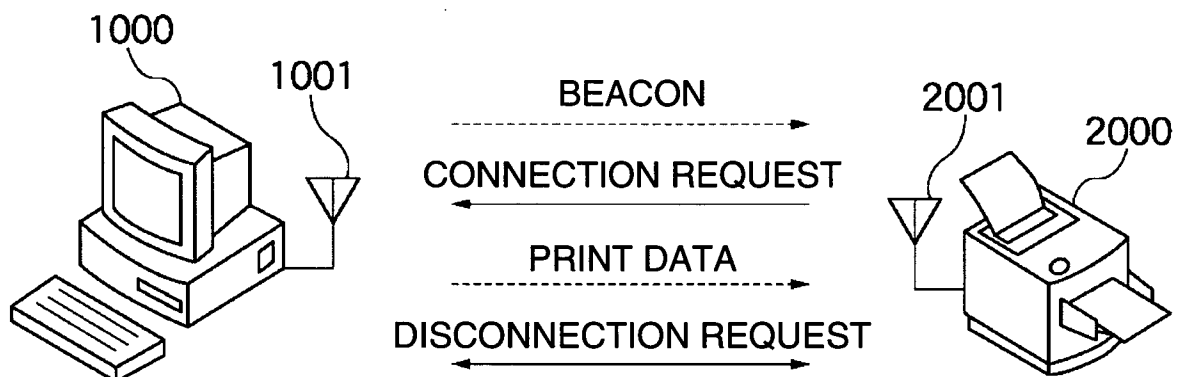 1000
1001
BEACON
2001
2000
CONNECTION REQUEST
PRINT DATA
DISCONNECTION REQUEST